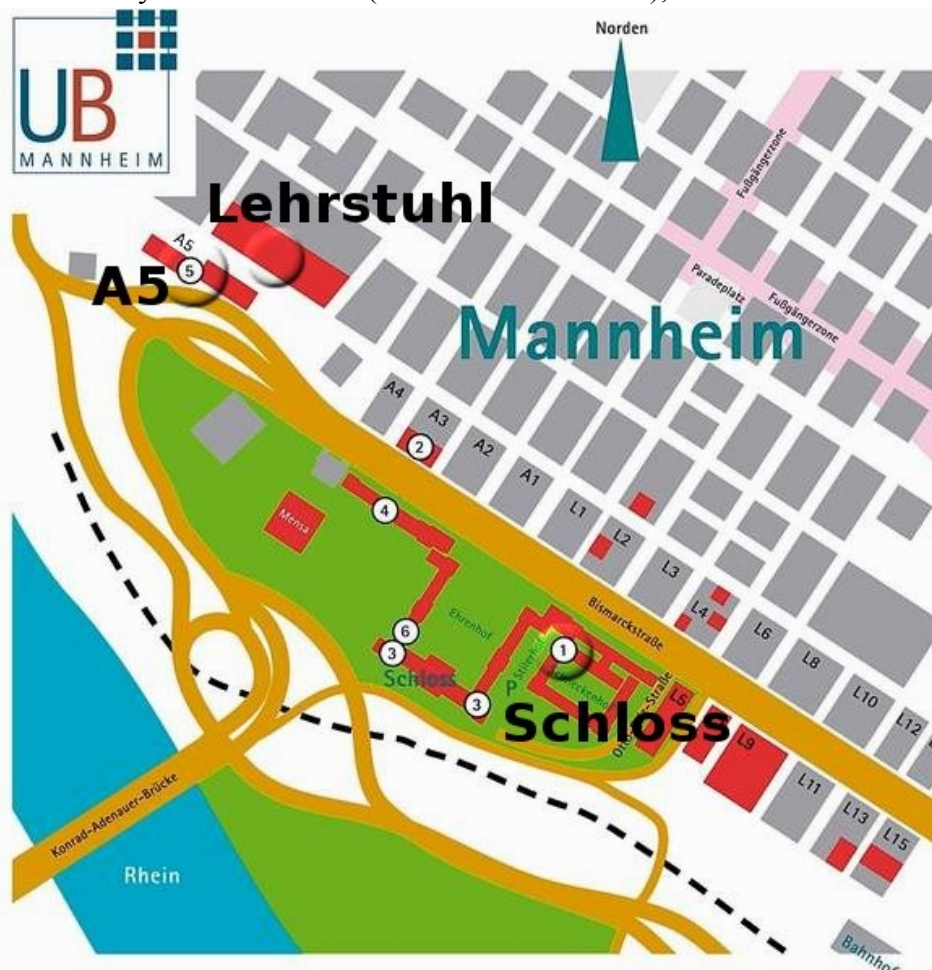 Norden
UB
MANNHEIM
Fußgängerzone
Lehrstuhl
A5
5
A5
Paradeplatz
Fußgängerzone
Mannheim
A4
A3
2
A2
A1
L1
L2
L3
L4
L6
L8
L10
L12
4
Mensa
Bismarckstraße
Ehrenhof
6
3
Schloss
1
P
3
Schloss
L6
L9
L11
L13
L15
Konrad-Adenauer-Brücke
Rhein
Bahnhof